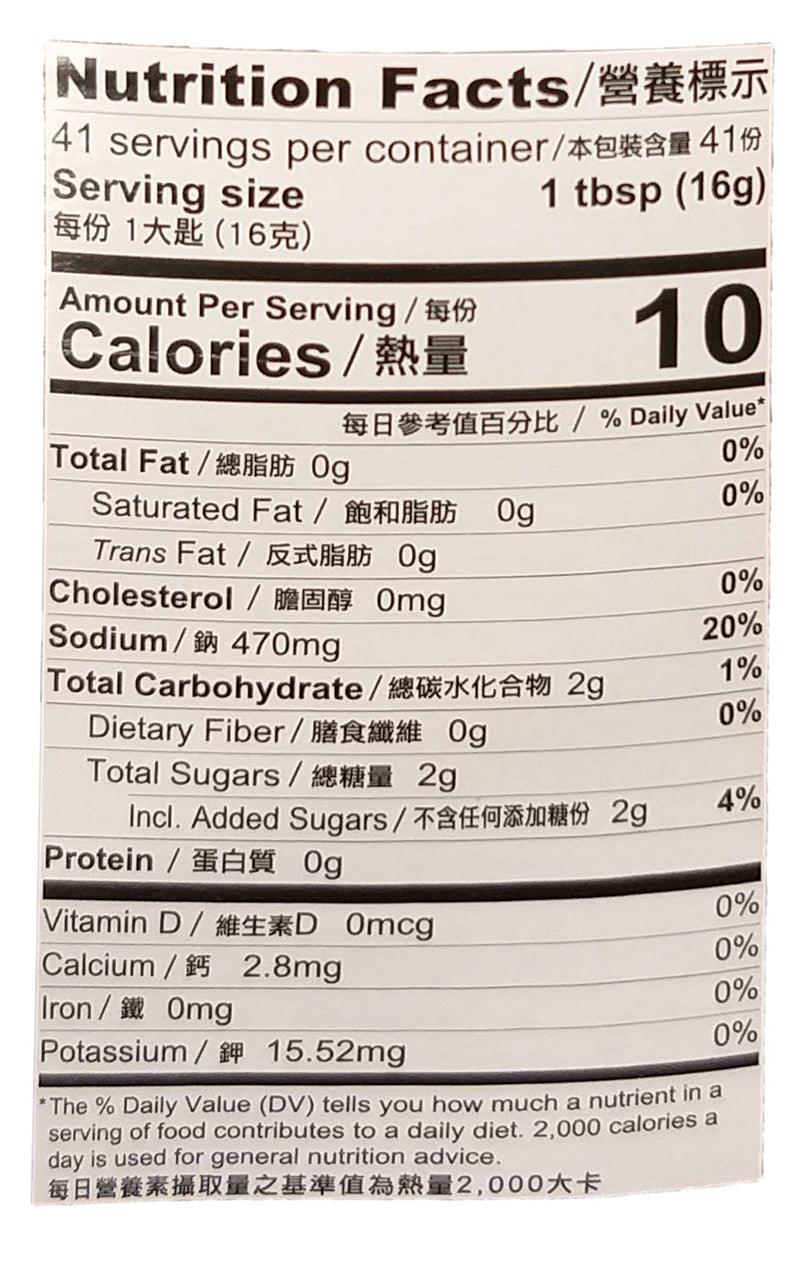 Nutrition Facts/營養標示
41 servings per container/本包裝含量 41份
Serving size 1 tbsp (16g)
每份 1大匙 (16克)
Amount Per Serving / 每份
Calories / 熱量 10
每日參考值百分比 / % Daily Value*
Total Fat / 總脂肪 0g 0%
Saturated Fat / 飽和脂肪 0g 0%
Trans Fat / 反式脂肪 0g
Cholesterol / 膽固醇 0mg 0%
Sodium / 鈉 470mg 20%
Total Carbohydrate / 總碳水化合物 2g 1%
Dietary Fiber / 膳食纖維 0g 0%
Total Sugars / 總糖量 2g
Incl. Added Sugars / 不含任何添加糖份 2g 4%
Protein / 蛋白質 0g
Vitamin D / 維生素D 0mcg 0%
Calcium / 鈣 2.8mg 0%
Iron / 鐵 0mg 0%
Potassium / 鉀 15.52mg 0%
*The % Daily Value (DV) tells you how much a nutrient in a
serving of food contributes to a daily diet. 2,000 calories a
day is used for general nutrition advice.
每日營養素攝取量之基準值為熱量2,000大卡